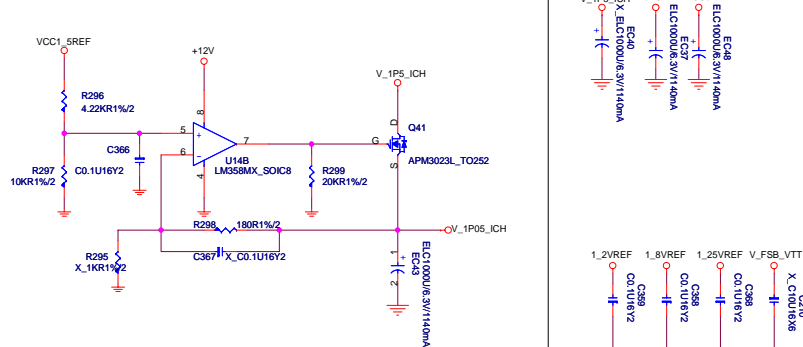 VCC1_5REF
+12V
V_1P5_ICH
R296
4.22KR1%/2
8
5
+
6
−
7
4
C366
R297
10KR1%/2
C0.1U16Y2
U14B
LM358MX_SOIC8
R299
20KR1%/2
D
G
S
Q41
APM3023L_TO252
R298
180R1%/2
V_1P05_ICH
R295
X_1KR1%/2
C367
X_C0.1U16Y2
1
+
2
EC43
ELC1000U/6.3V/1140mA
+
EC40
X_ELC1000U/6.3V/1140mA
+
EC37
ELC1000U/6.3V/1140mA
+
EC48
ELC1000U/6.3V/1140mA
1_2VREF
1_8VREF
1_25VREF
V_FSB_VTT
C359
C0.1U16Y2
C358
C0.1U16Y2
C368
C0.1U16Y2
X_C10U16X6